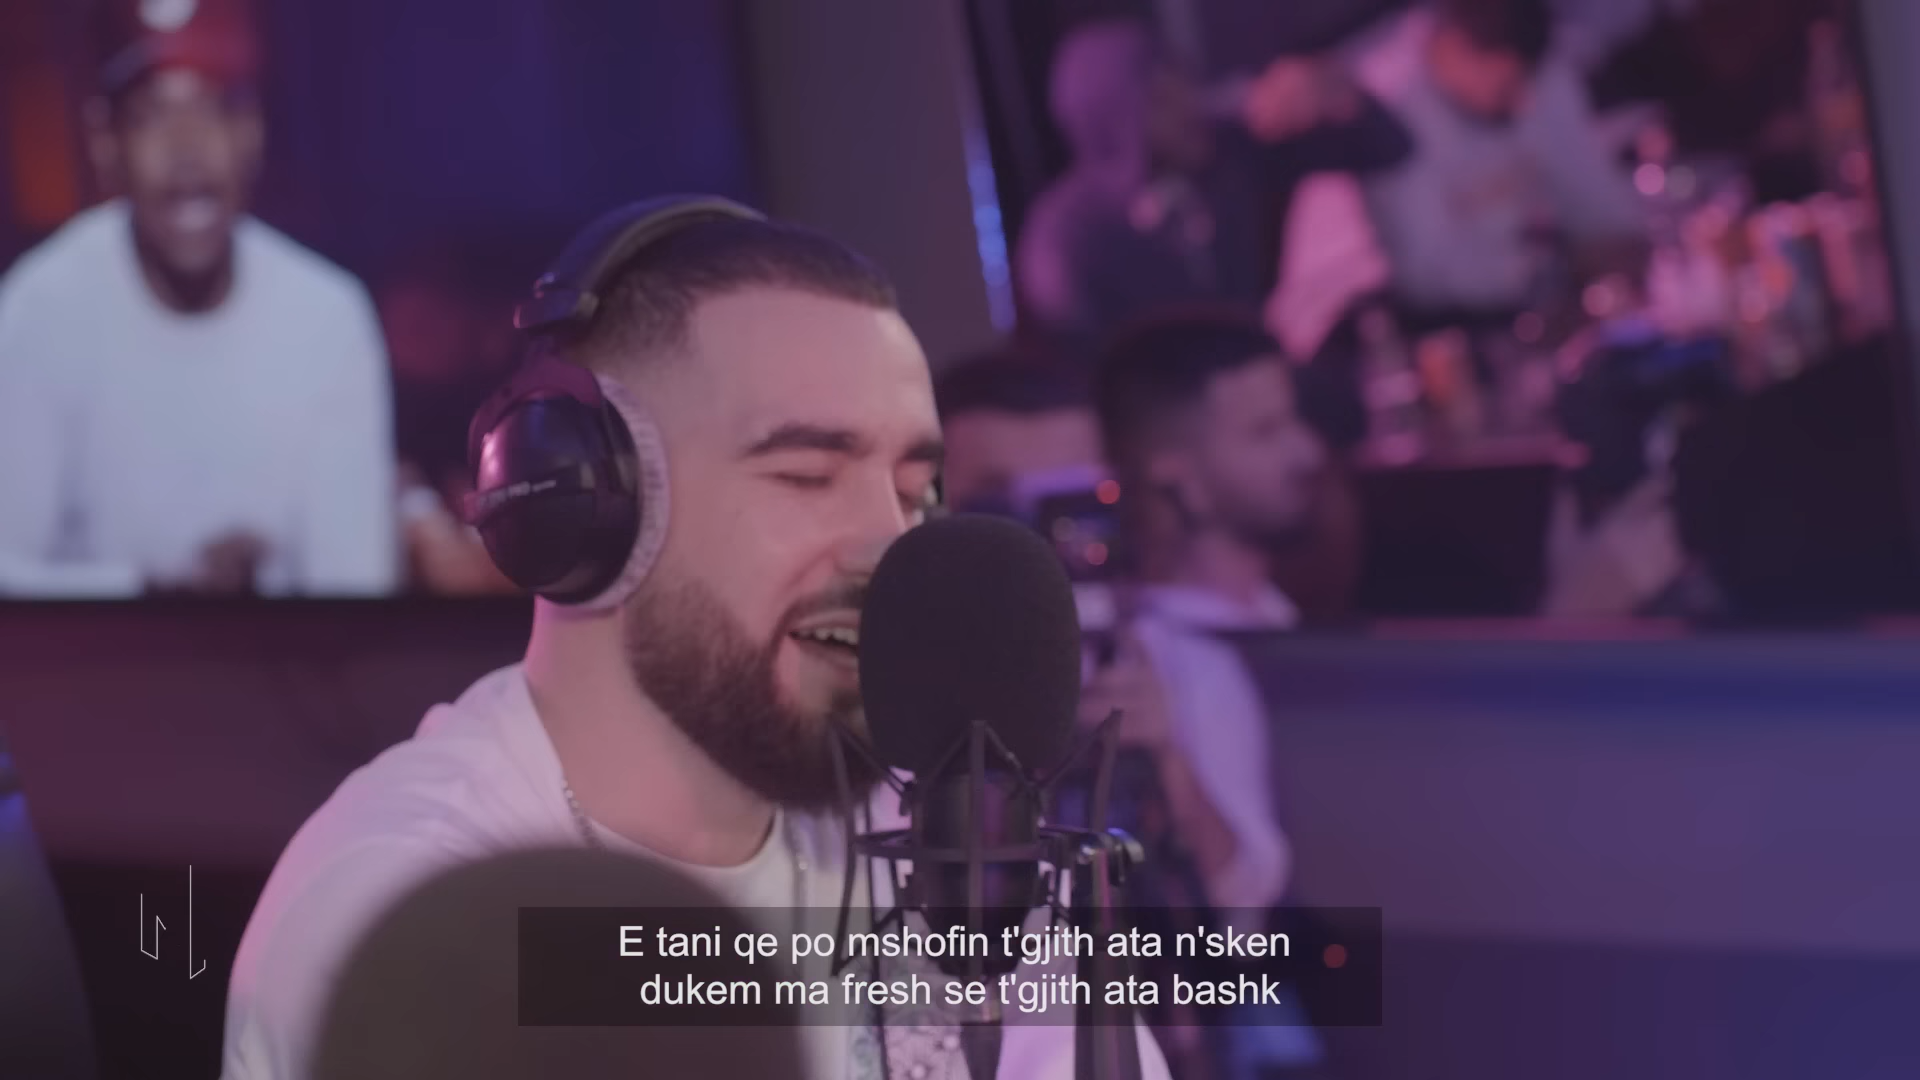 E tani qe po mshofin t'gjith ata n'sken
dukem ma fresh se t'gjith ata bashk